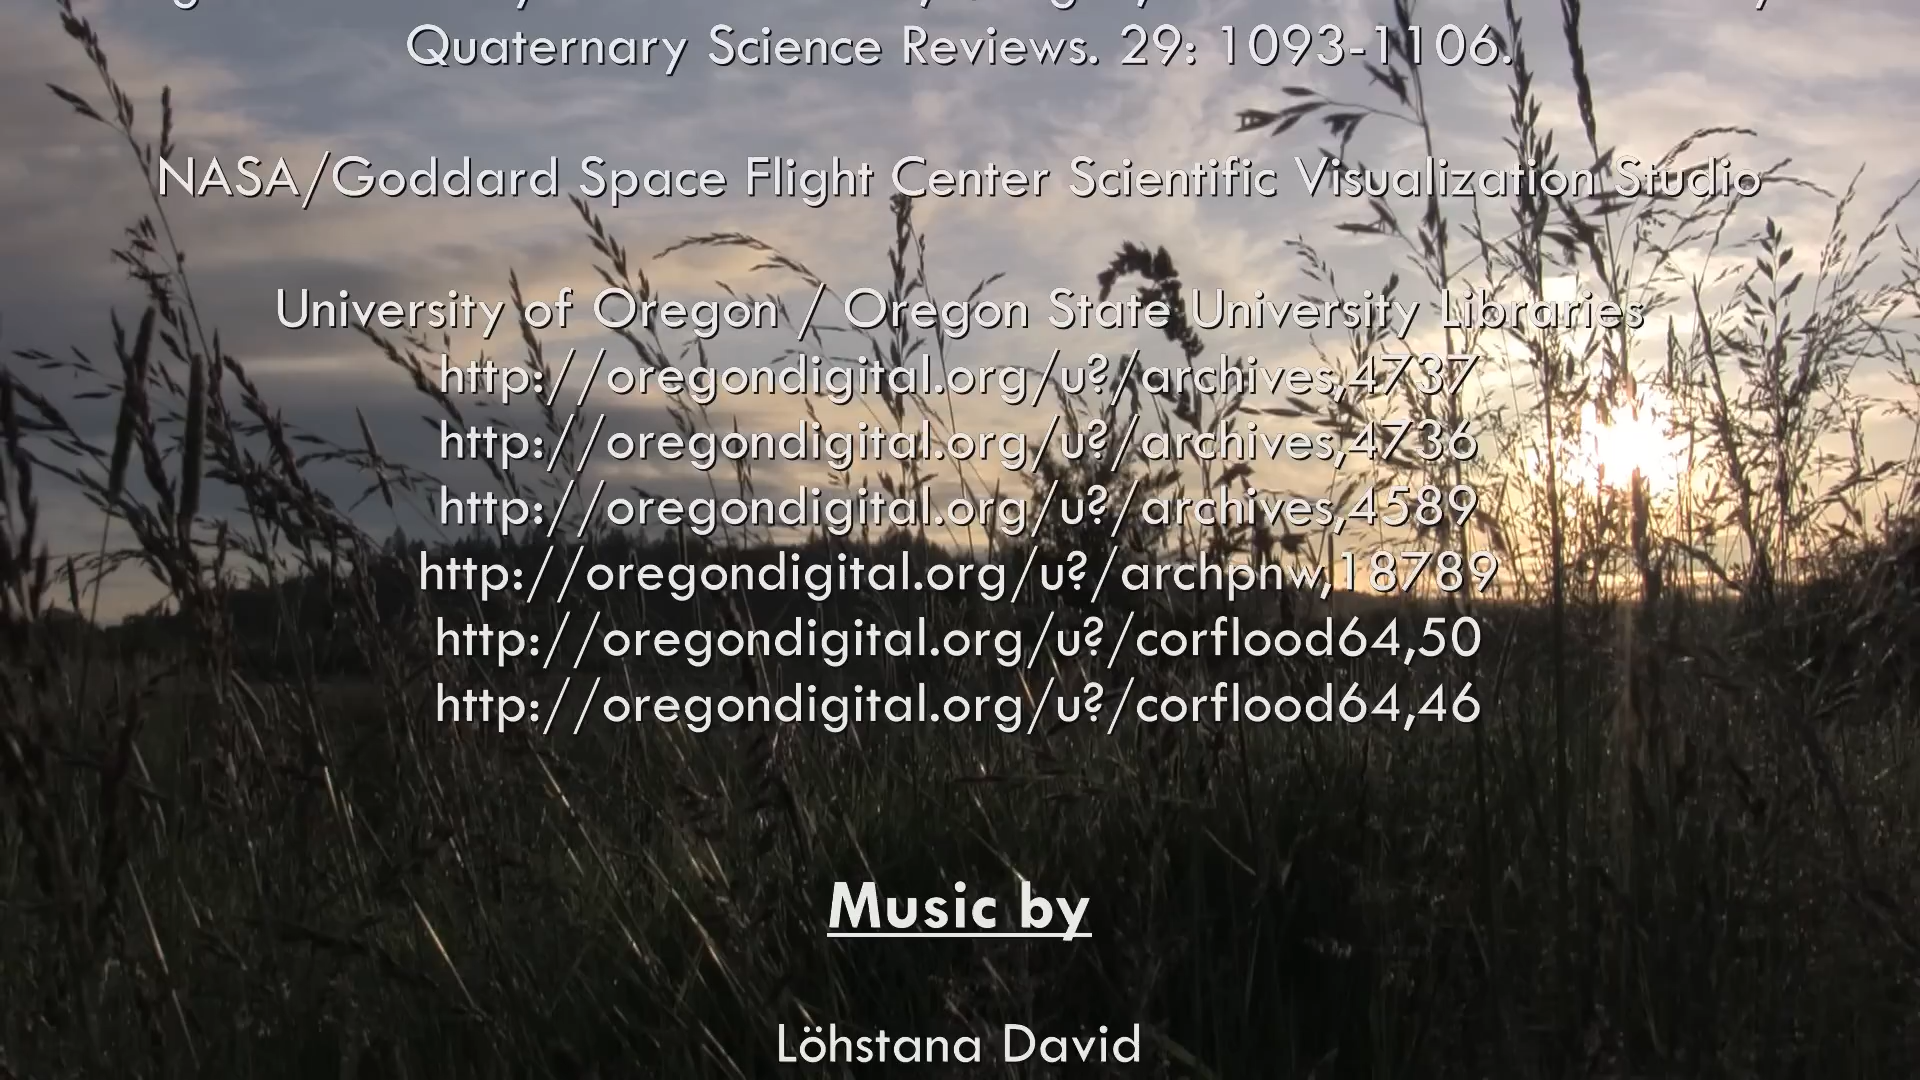 Quaternary Science Reviews. 29: 1093-1106.
NASA/Goddard Space Flight Center Scientific Visualization Studio
University of Oregon / Oregon State University Libraries
http://oregondigital.org/u?/archives,4737
http://oregondigital.org/u?/archives,4736
http://oregondigital.org/u?/archives,4589
http://oregondigital.org/u?/archpnw,18789
http://oregondigital.org/u?/corflood64,50
http://oregondigital.org/u?/corflood64,46
Music by
Löhstana David